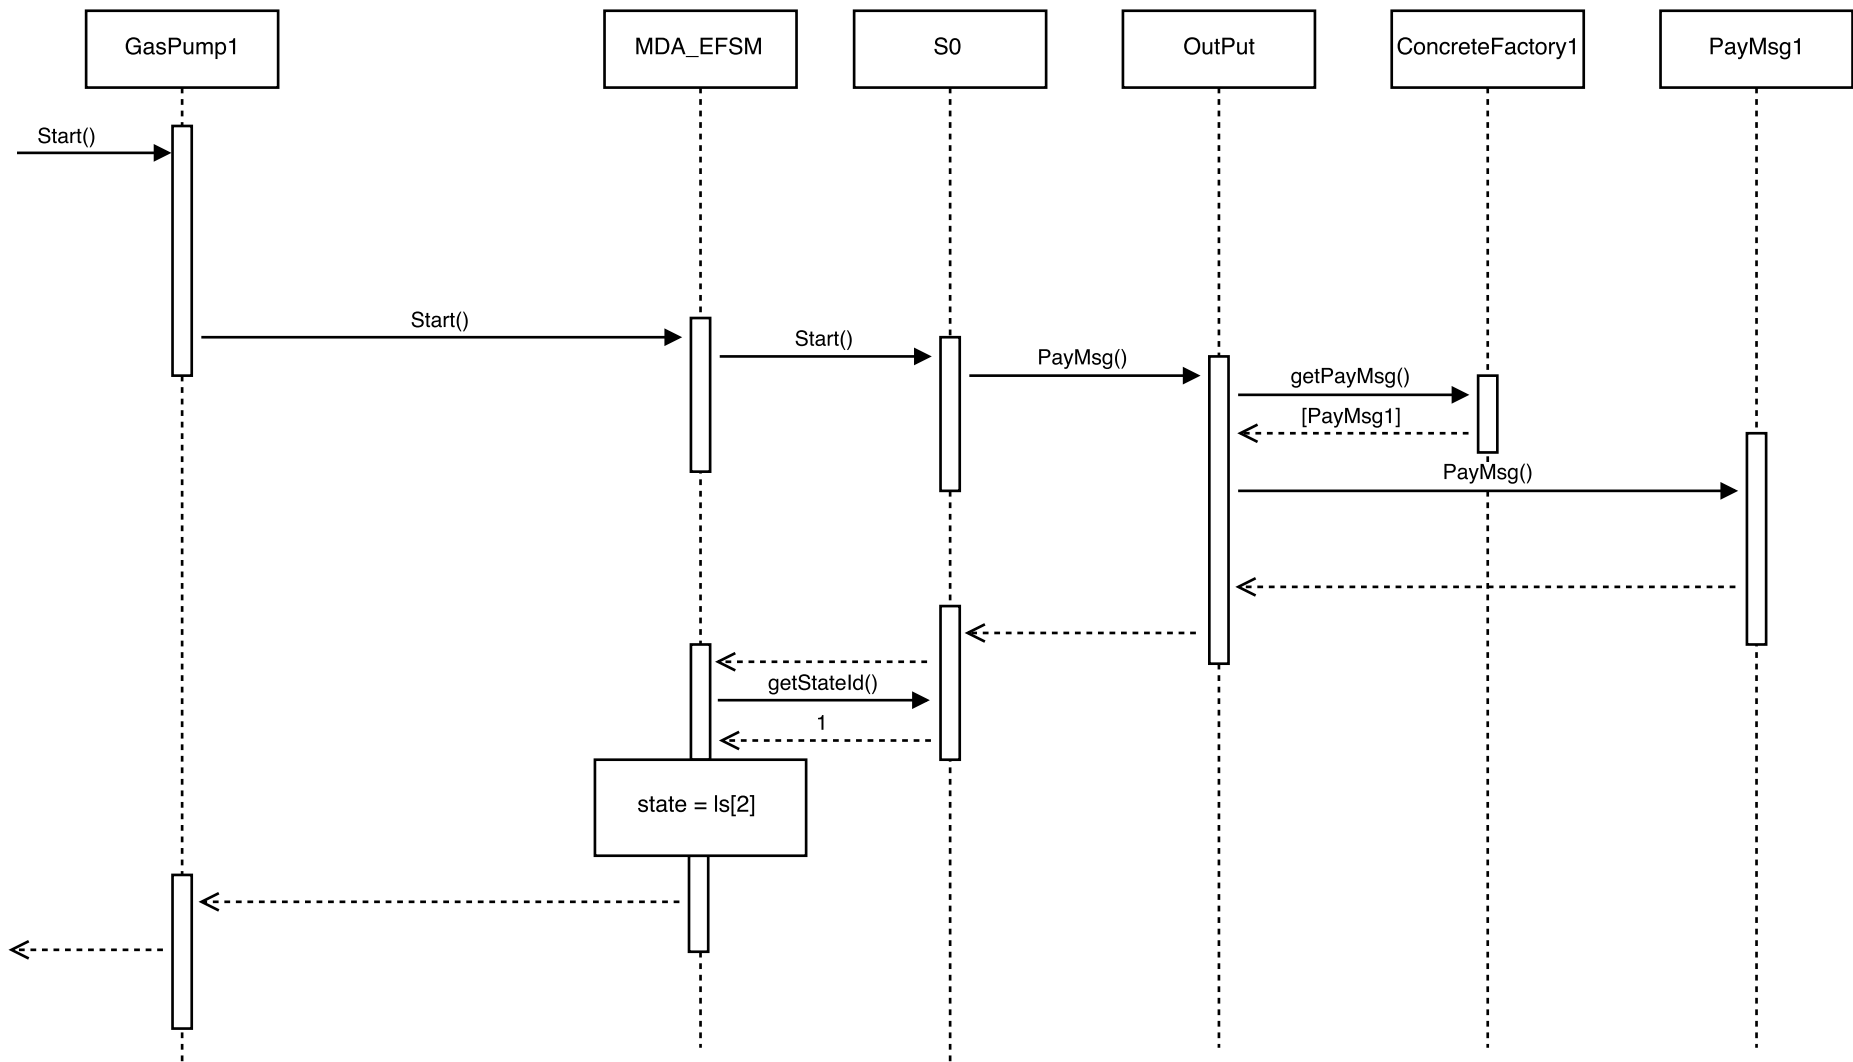 GasPump1
MDA_EFSM
S0
OutPut
ConcreteFactory1
PayMsg1
Start()
Start()
Start()
PayMsg()
getPayMsg()
[PayMsg1]
PayMsg()
getStateId()
1
state = ls[2]